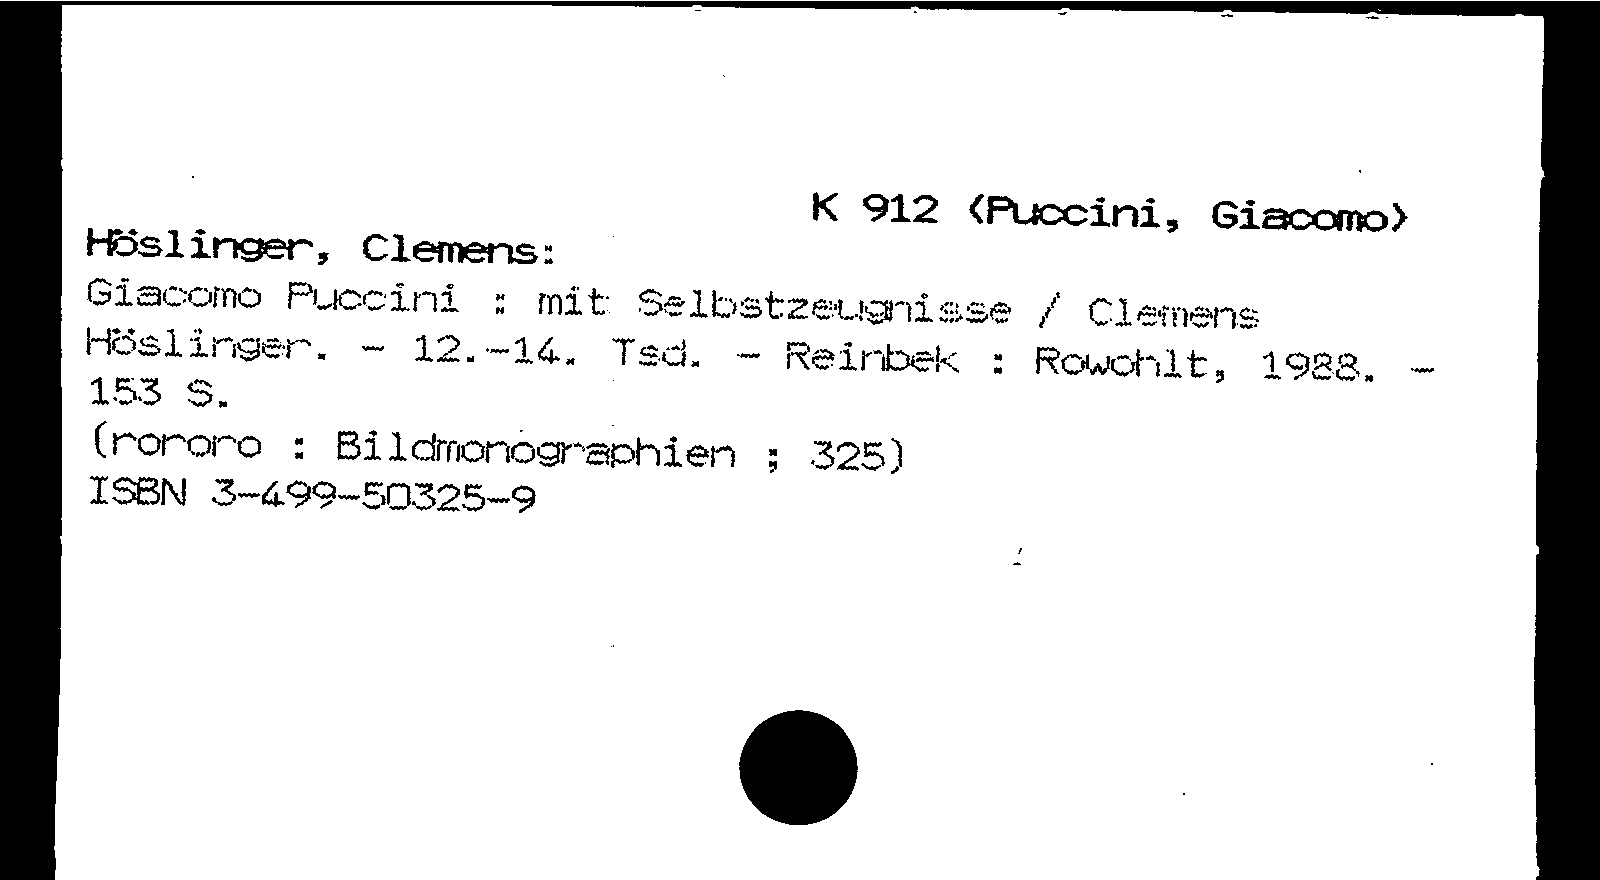 K 912 (Puccini, Giacomo)
Höslinger, Clemens:
Giacomo Puccini : mit Selbstzeugnisse / Clemens
Höslinger. - 12.-14. Tsd. - Reinbek : Rowohlt, 1988. -
153 S.
(rororo : Bildmonographien ; 325)
ISBN 3-499-50325-9